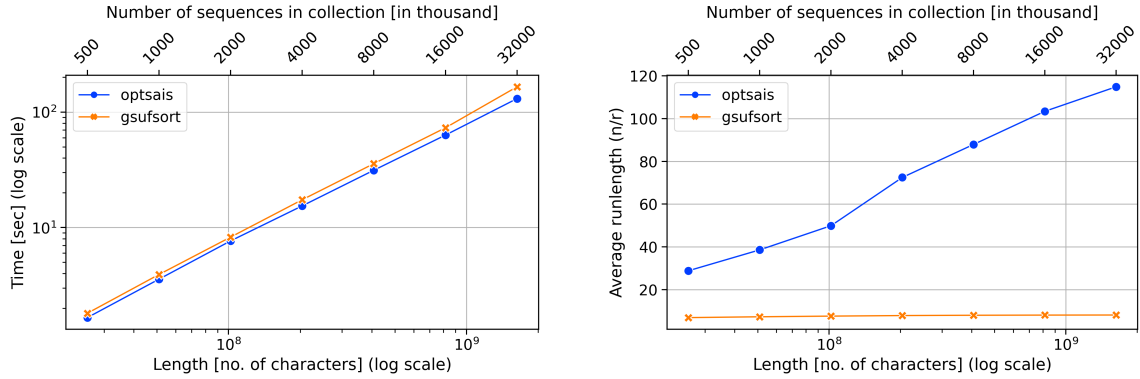 Number of sequences in collection [in thousand]
500 1000 2000 4000 8000 16000 32000
optsais
gsufsort
10²
10¹
Time [sec] (log scale)
10⁸ 10⁹
Length [no. of characters] (log scale)
Number of sequences in collection [in thousand]
500 1000 2000 4000 8000 16000 32000
optsais
gsufsort
120
100
80
60
40
20
Average runlength (n/r)
10⁸ 10⁹
Length [no. of characters] (log scale)